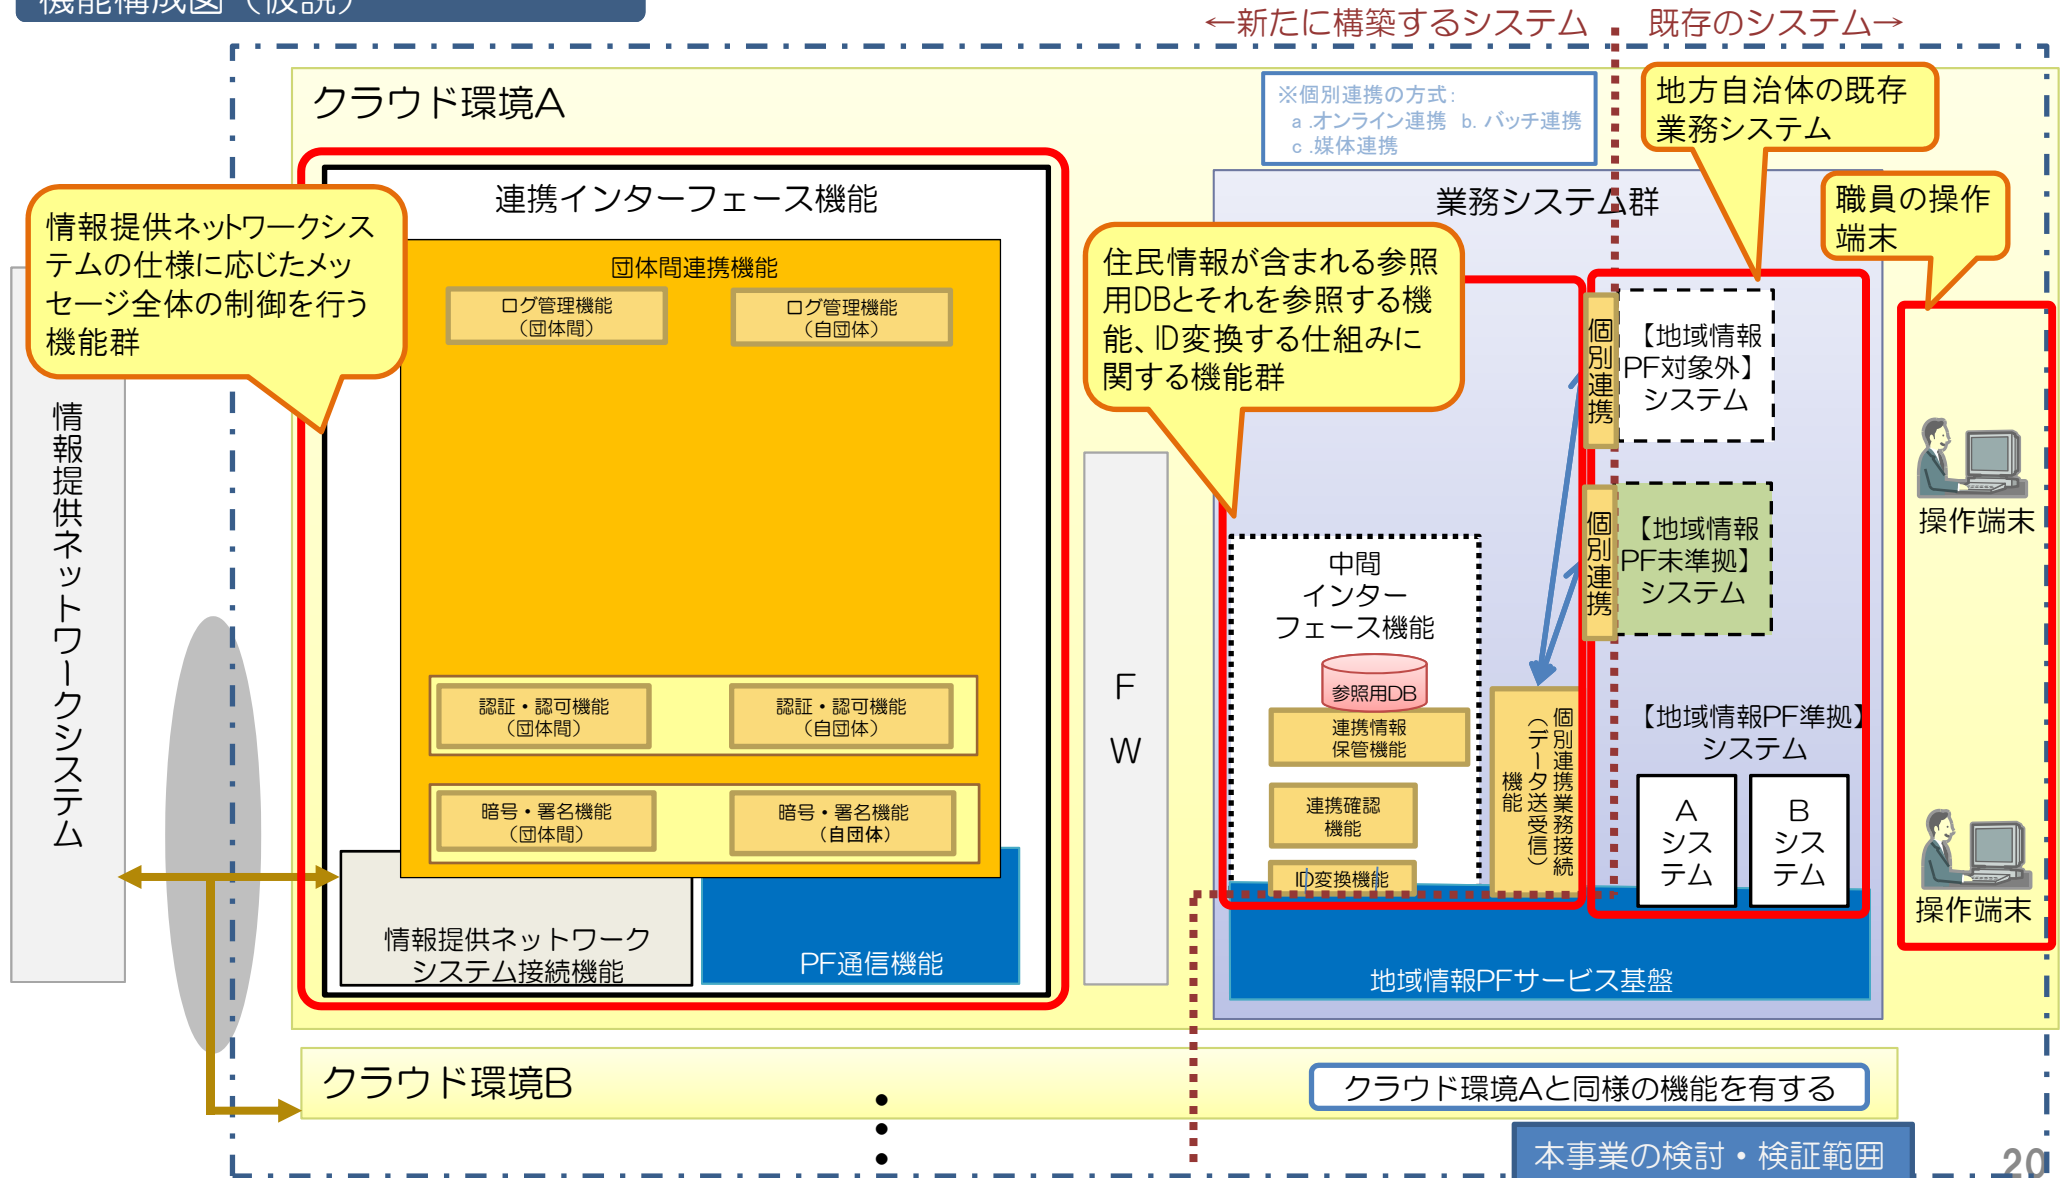 機能構成図（仮説）
←新たに構築するシステム
既存のシステム→
クラウド環境A
※個別連携の方式：
a.オンライン連携 b.バッチ連携
c.媒体連携
地方自治体の既存
業務システム
職員の操作
端末
情報提供ネットワークシス
テムの仕様に応じたメッ
セージ全体の制御を行う
機能群
連携インターフェース機能
団体間連携機能
ログ管理機能
（団体間）
ログ管理機能
（自団体）
認証・認可機能
（団体間）
認証・認可機能
（自団体）
暗号・署名機能
（団体間）
暗号・署名機能
（自団体）
情報提供ネットワーク
システム接続機能
PF通信機能
情報提供ネットワークシステム
FW
業務システム群
住民情報が含まれる参照
用DBとそれを参照する機
能、ID変換する仕組みに
関する機能群
個別連携
【地域情報
PF対象外】
システム
個別連携
【地域情報
PF未準拠】
システム
中間
インター
フェース機能
参照用DB
連携情報
保管機能
連携確認
機能
ID変換機能
個別連携業務接続
（データ送受信）
機能
【地域情報PF準拠】
システム
A
シス
テム
B
シス
テム
地域情報PFサービス基盤
操作端末
操作端末
クラウド環境B
クラウド環境Aと同様の機能を有する
本事業の検討・検証範囲
20